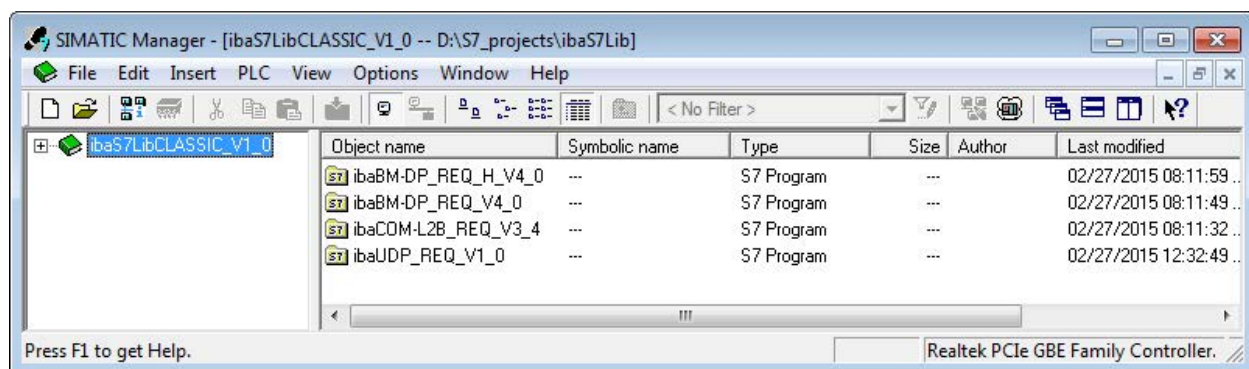 SIMATIC Manager - [ibaS7LibCLASSIC_V1_0 -- D:\S7_projects\ibaS7Lib]
File Edit Insert PLC View Options Window Help
< No Filter >
ibaS7LibCLASSIC_V1_0
Object name Symbolic name Type Size Author Last modified
ibaBM-DP_REQ_H_V4_0 --- S7 Program --- 02/27/2015 08:11:59 ..
ibaBM-DP_REQ_V4_0 --- S7 Program --- 02/27/2015 08:11:49 ..
ibaCOM-L2B_REQ_V3_4 --- S7 Program --- 02/27/2015 08:11:32 ..
ibaUDP_REQ_V1_0 --- S7 Program --- 02/27/2015 12:32:49 ..
Press F1 to get Help. Realtek PCIe GBE Family Controller.